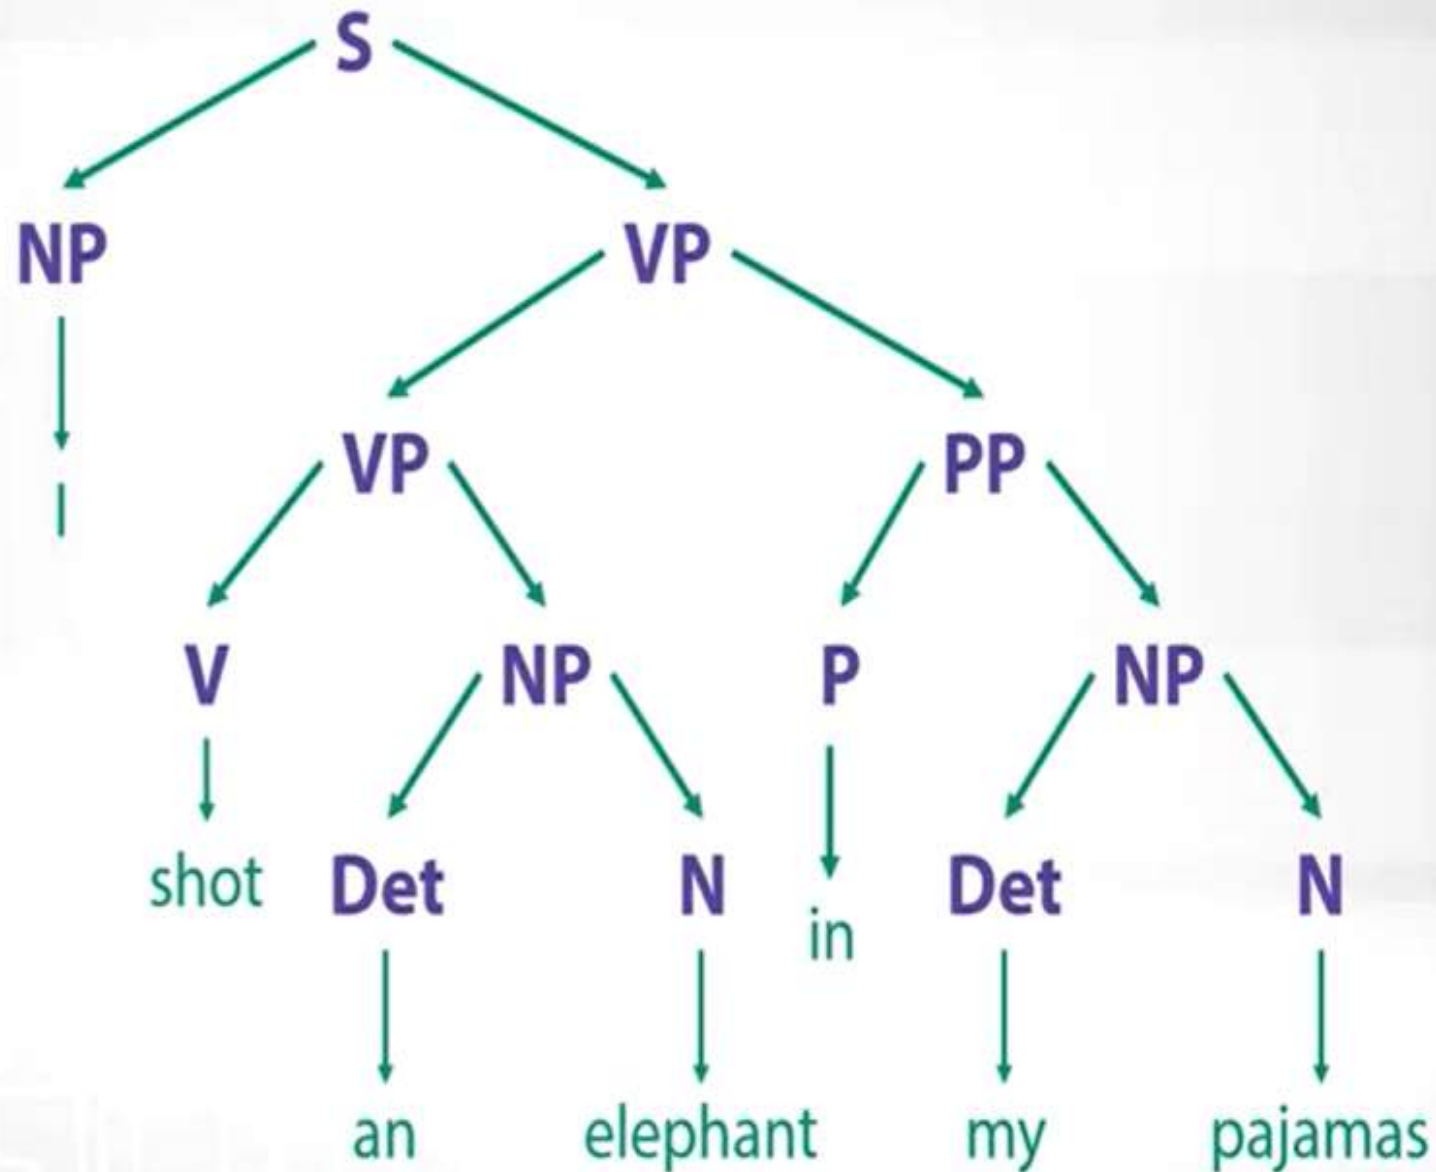 S
NP VP
VP PP
I
V NP P NP
shot Det N in Det N
an elephant my pajamas